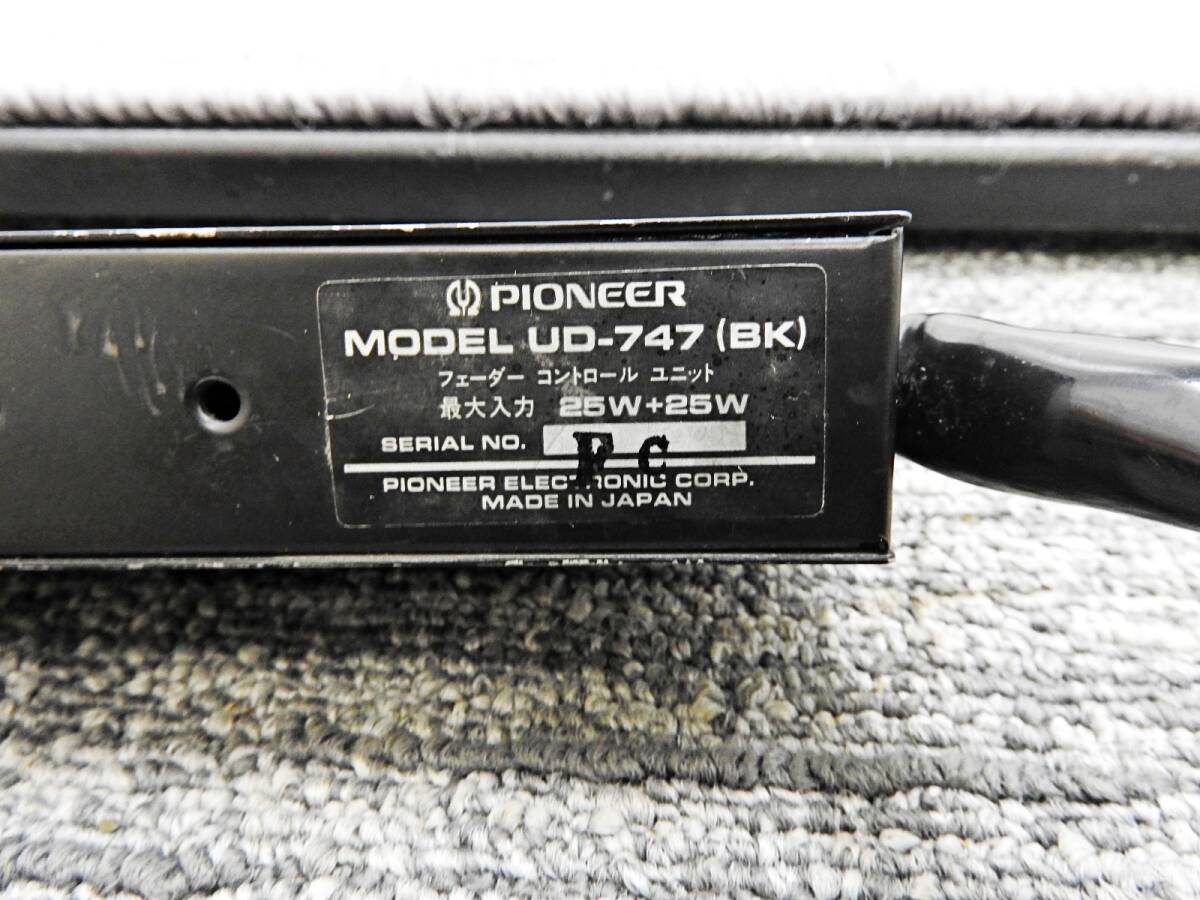 PIONEER
MODEL UD-747 (BK)
フェーダー コントロール ユニット
最大入力 25W+25W
SERIAL NO. F C
PIONEER ELECTRONIC CORP.
MADE IN JAPAN